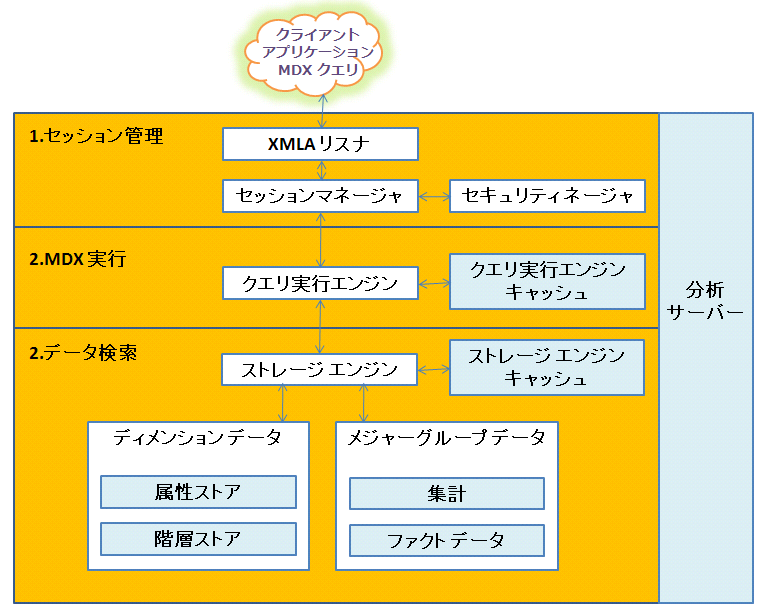 クライアント
アプリケーション
MDX クエリ
1.セッション管理
XMLA リスナ
セッションマネージャ
セキュリティネージャ
2.MDX 実行
クエリ実行エンジン
クエリ実行エンジン
キャッシュ
分析
サーバー
2.データ検索
ストレージ エンジン
ストレージ エンジン
キャッシュ
ディメンション データ
メジャーグループ データ
属性ストア
集計
階層ストア
ファクト データ